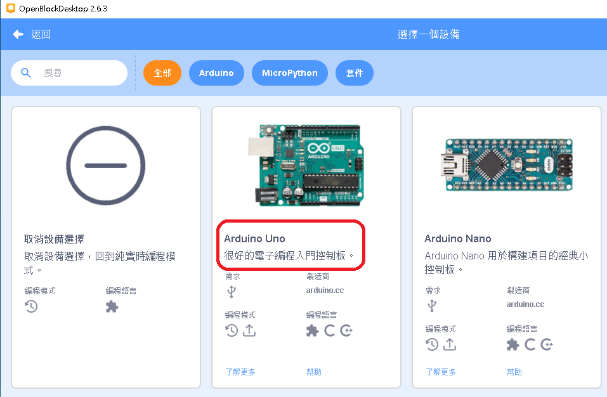 OpenBlockDesktop 2.6.3
返回
選擇一個設備
搜尋
全部
Arduino
MicroPython
套件
取消設備選擇
取消設備選擇，回到純實時編程模
式。
編程模式
編程語言
ARDUINO
Arduino Uno
很好的電子編程入門控制板。
需求
製造商
arduino.cc
編程模式
編程語言
了解更多
幫助
Arduino Nano
Arduino Nano 用於構建項目的經典小
控制板。
需求
製造商
arduino.cc
編程模式
編程語言
了解更多
幫助